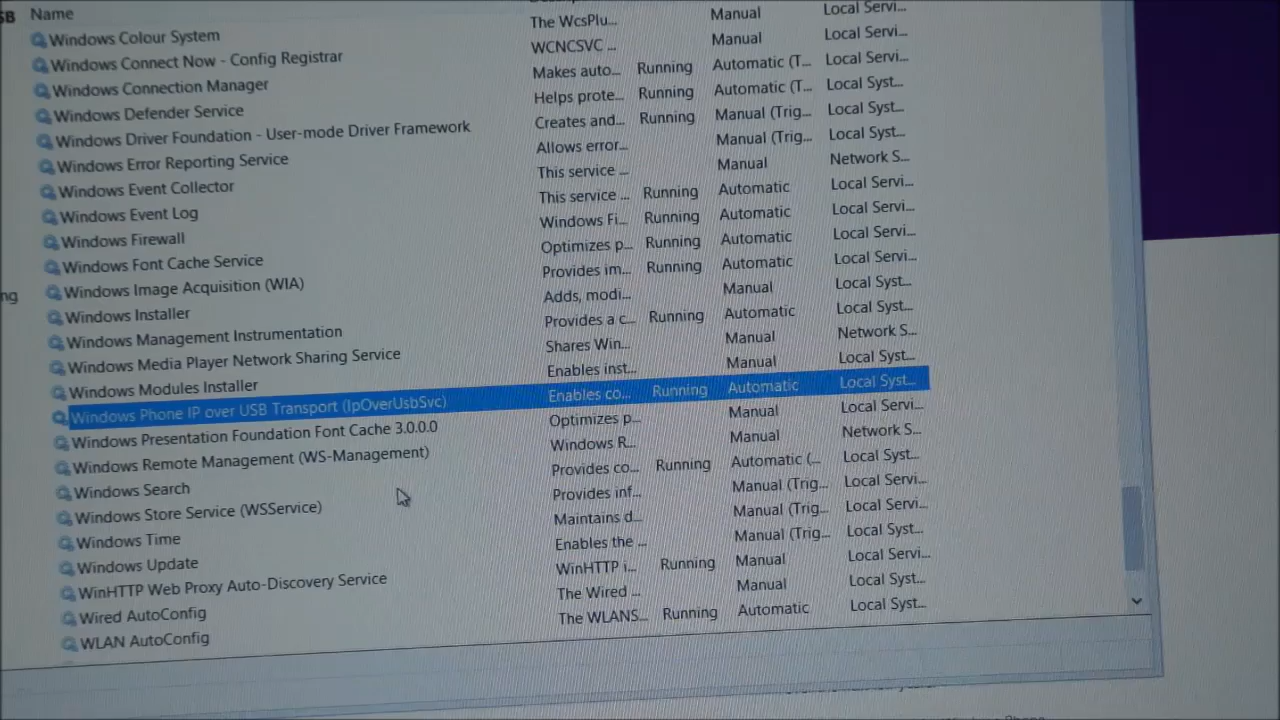 SB Name
Windows Colour System The WcsPlu... Manual Local Servi...
Windows Connect Now - Config Registrar WCNCSVC ... Manual Local Servi...
Windows Connection Manager Makes auto... Running Automatic (T... Local Servi...
Windows Defender Service Helps prote... Running Automatic (T... Local Syst...
Windows Driver Foundation - User-mode Driver Framework Creates and... Running Manual (Trig... Local Syst...
Windows Error Reporting Service Allows error... Manual (Trig... Local Syst...
Windows Event Collector This service ... Manual Network S...
Windows Event Log This service ... Running Automatic Local Servi...
Windows Firewall Windows Fi... Running Automatic Local Servi...
Windows Font Cache Service Optimizes p... Running Automatic Local Servi...
ng Windows Image Acquisition (WIA) Provides im... Running Automatic Local Servi...
Windows Installer Adds, modi... Manual Local Syst...
Windows Management Instrumentation Provides a c... Running Automatic Local Syst...
Windows Media Player Network Sharing Service Shares Win... Manual Network S...
Windows Modules Installer Enables inst... Manual Local Syst...
Windows Phone IP over USB Transport (IpOverUsbSvc) Enables co... Running Automatic Local Syst...
Windows Presentation Foundation Font Cache 3.0.0.0 Optimizes p... Manual Local Servi...
Windows Remote Management (WS-Management) Windows R... Manual Network S...
Windows Search Provides co... Running Automatic (... Local Syst...
Windows Store Service (WSService) Provides inf... Manual (Trig... Local Servi...
Windows Time Maintains d... Manual (Trig... Local Servi...
Windows Update Enables the ... Manual (Trig... Local Syst...
WinHTTP Web Proxy Auto-Discovery Service WinHTTP i... Running Manual Local Servi...
Wired AutoConfig The Wired ... Manual Local Syst...
WLAN AutoConfig The WLANS... Running Automatic Local Syst...